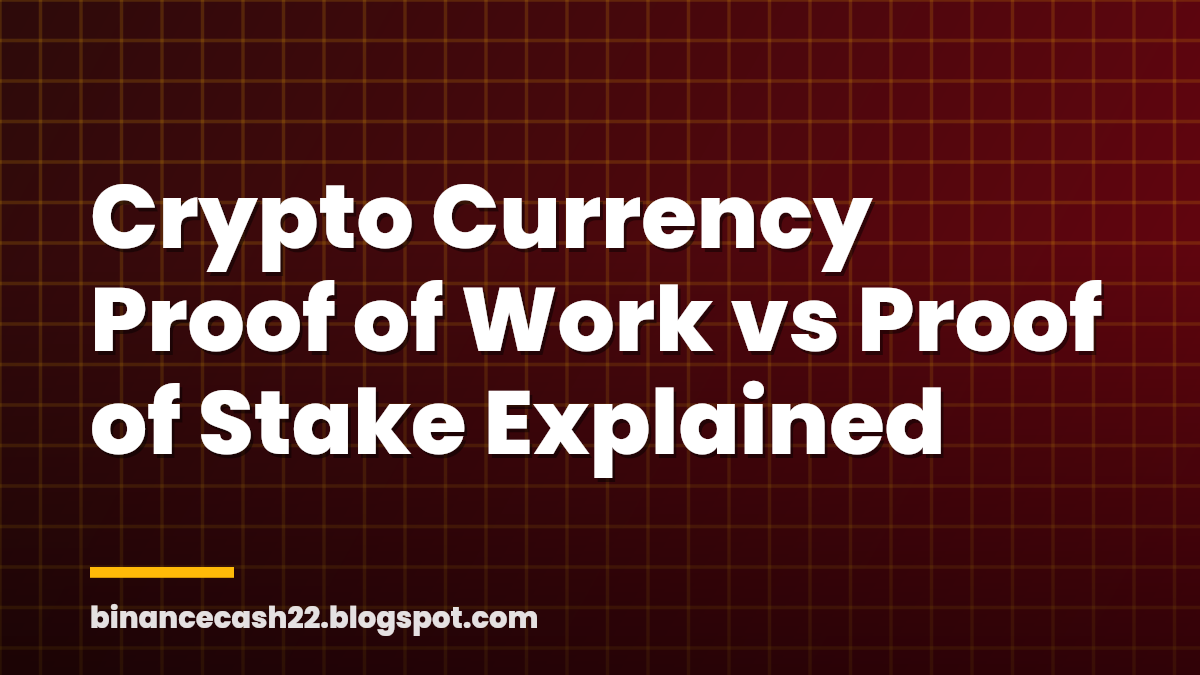 Crypto Currency
Proof of Work vs Proof
of Stake Explained
binancecash22.blogspot.com